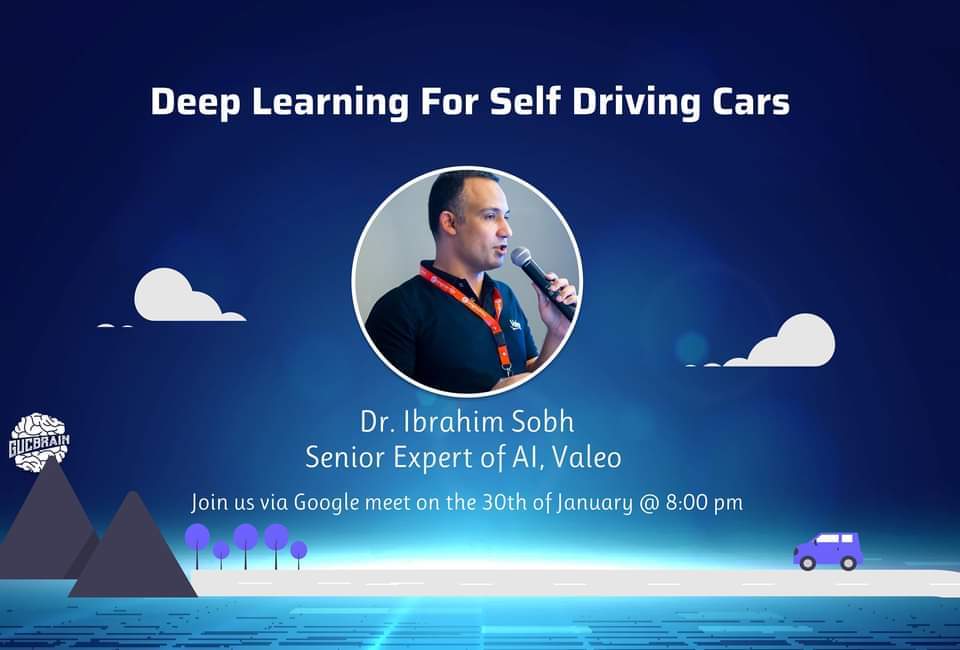 Deep Learning For Self Driving Cars
Dr. Ibrahim Sobh
Senior Expert of AI, Valeo
GUCBRAIN
Join us via Google meet on the 30th of January @ 8:00 pm